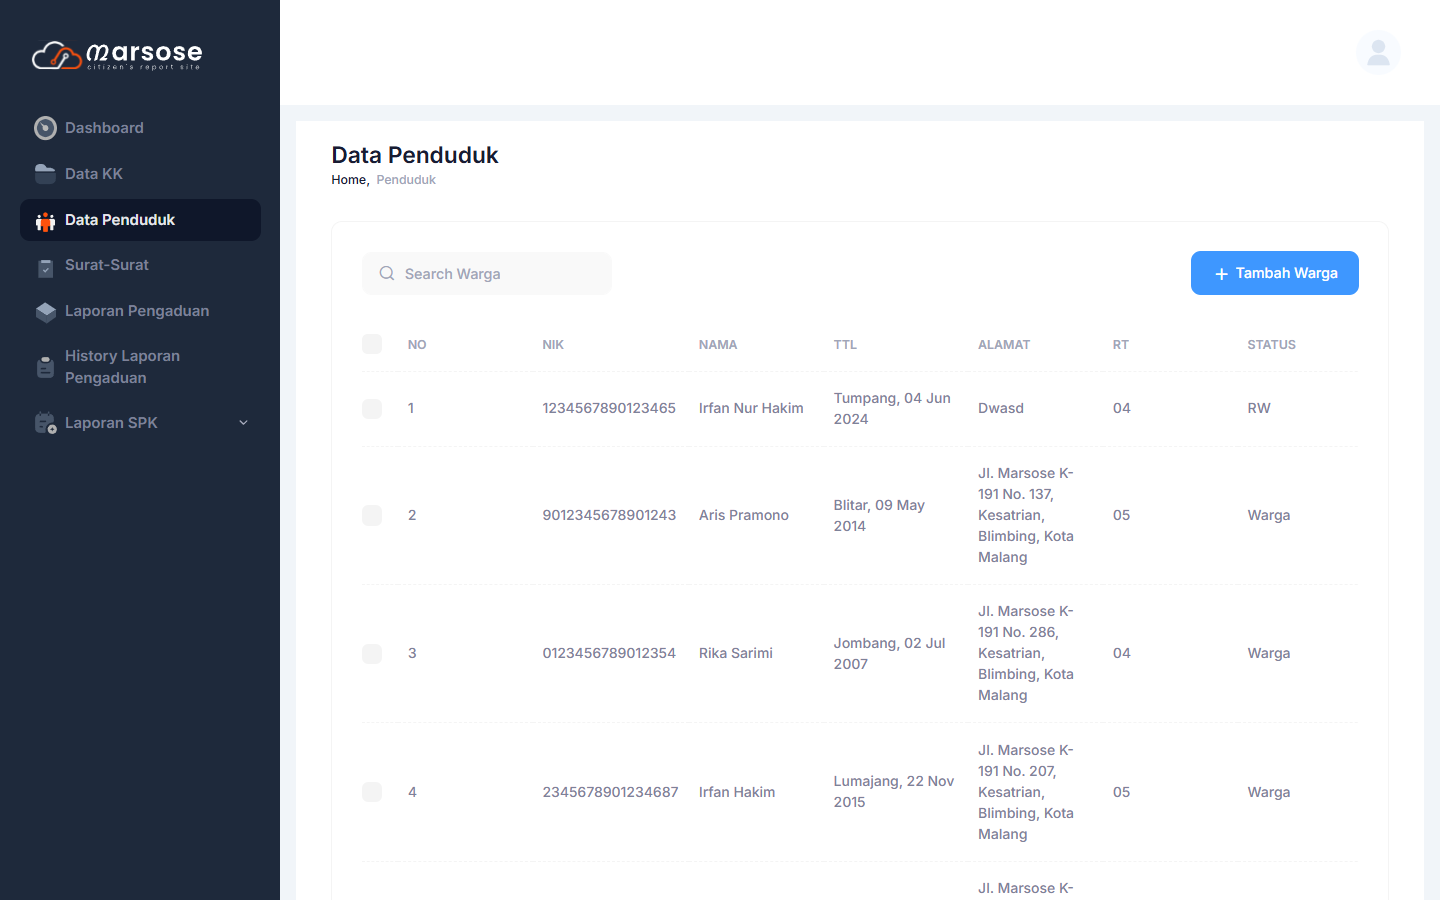 Marsose
citizen's report site
Dashboard
Data KK
Data Penduduk
Surat-Surat
Laporan Pengaduan
History Laporan
Pengaduan
Laporan SPK
Data Penduduk
Home, Penduduk
Search Warga
Tambah Warga
NO NIK NAMA TTL ALAMAT RT STATUS
1 1234567890123465 Irfan Nur Hakim Tumpang, 04 Jun
2024 Dwasd 04 RW
2 9012345678901243 Aris Pramono Blitar, 09 May
2014 Jl. Marsose K-
191 No. 137,
Kesatrian,
Blimbing, Kota
Malang 05 Warga
3 0123456789012354 Rika Sarimi Jombang, 02 Jul
2007 Jl. Marsose K-
191 No. 286,
Kesatrian,
Blimbing, Kota
Malang 04 Warga
4 2345678901234687 Irfan Hakim Lumajang, 22 Nov
2015 Jl. Marsose K-
191 No. 207,
Kesatrian,
Blimbing, Kota
Malang 05 Warga
Jl. Marsose K-